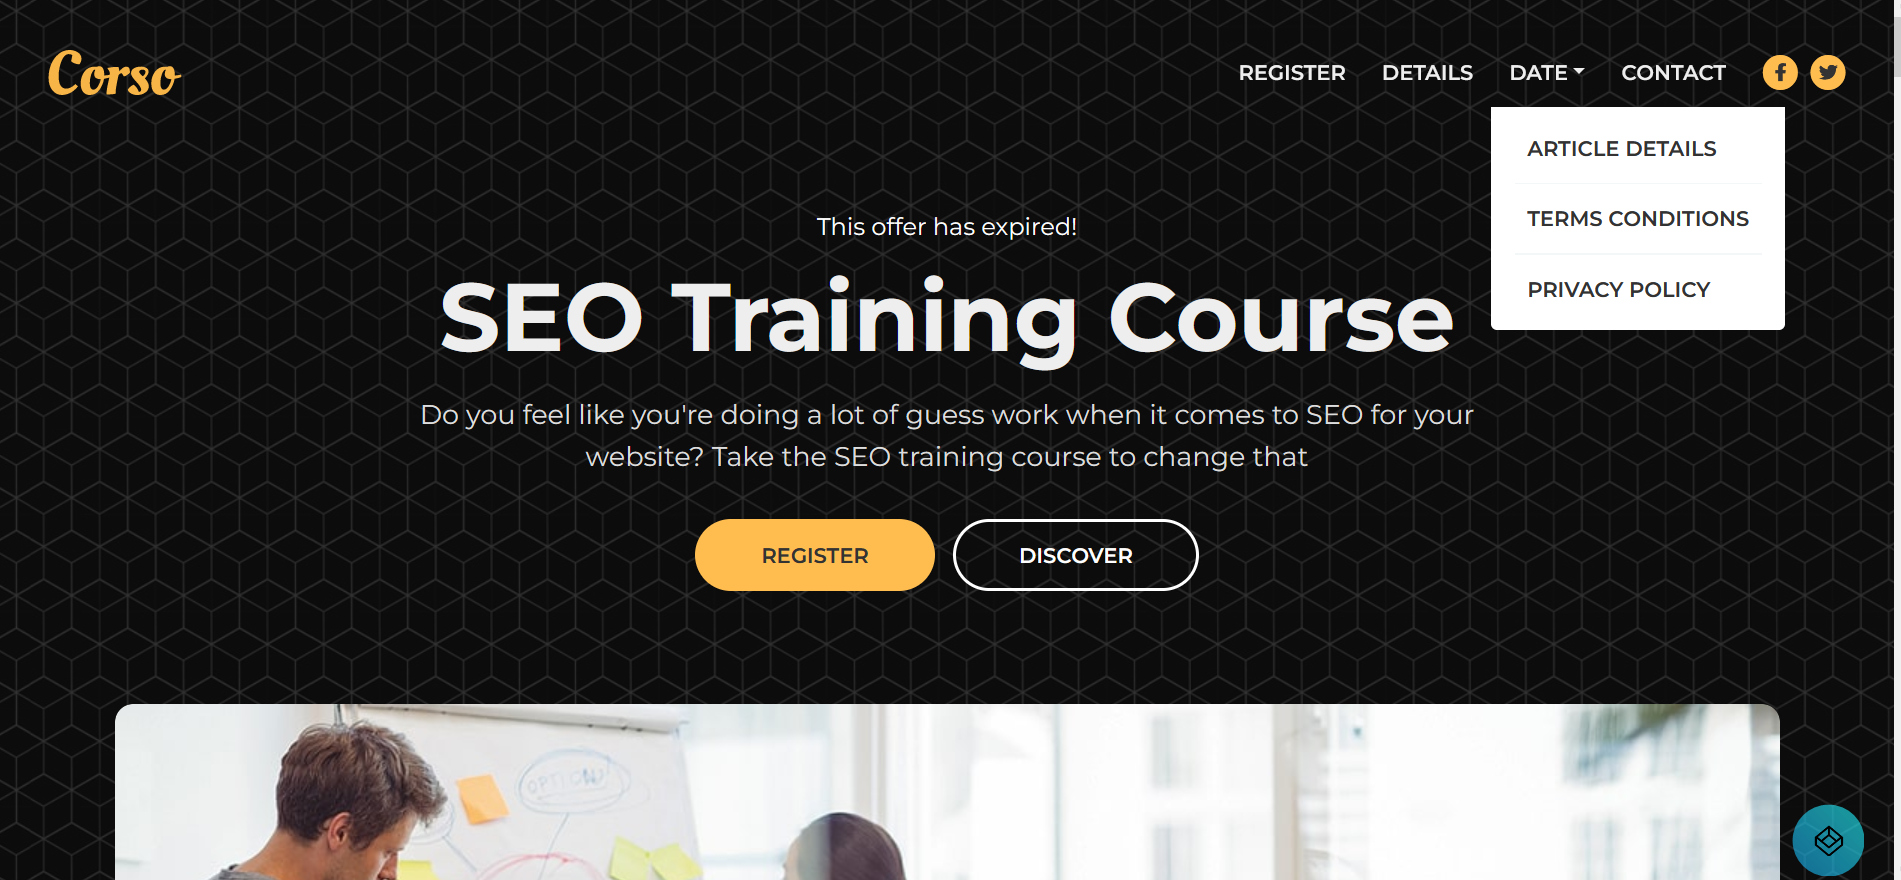 Corso
REGISTER DETAILS DATE CONTACT
ARTICLE DETAILS
TERMS CONDITIONS
PRIVACY POLICY
This offer has expired!
SEO Training Course
Do you feel like you're doing a lot of guess work when it comes to SEO for your
website? Take the SEO training course to change that
REGISTER DISCOVER
OPTION